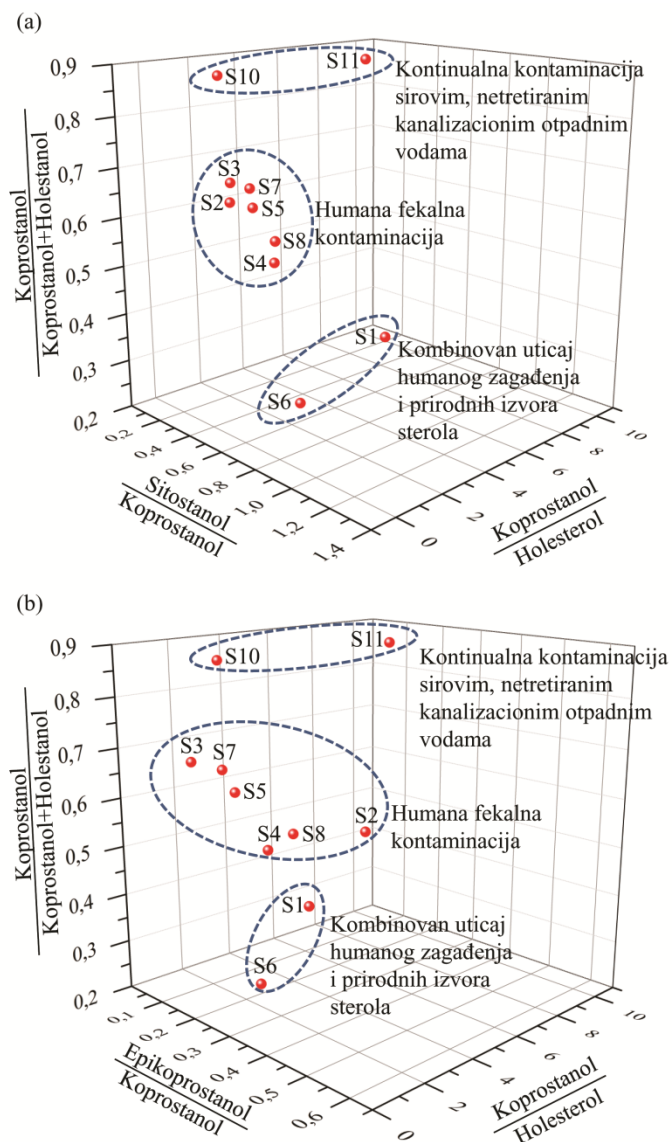 (a)
0,9
0,8
0,7
0,6
0,5
0,4
0,3
0,2
Koprostanol
Koprostanol+Holestanol
S10
S11
Kontinualna kontaminacija
sirovim, netretiranim
kanalizacionim otpadnim
vodama
S3
S7
S2
S5
S8
S4
Humana fekalna
kontaminacija
S1
S6
Kombinovan uticaj
humanog zagađenja
i prirodnih izvora
sterola
0,2
0,4
0,6
0,8
1,0
1,2
1,4
Sitostanol
Koprostanol
0
2
4
6
8
10
Koprostanol
Holesterol
(b)
0,9
0,8
0,7
0,6
0,5
0,4
0,3
0,2
Koprostanol
Koprostanol+Holestanol
S10
S11
Kontinualna kontaminacija
sirovim, netretiranim
kanalizacionim otpadnim
vodama
S3
S7
S5
S4
S8
S2
Humana fekalna
kontaminacija
S1
S6
Kombinovan uticaj
humanog zagađenja
i prirodnih izvora
sterola
0,1
0,2
0,3
0,4
0,5
0,6
Epikoprostanol
Koprostanol
0
2
4
6
8
10
Koprostanol
Holesterol